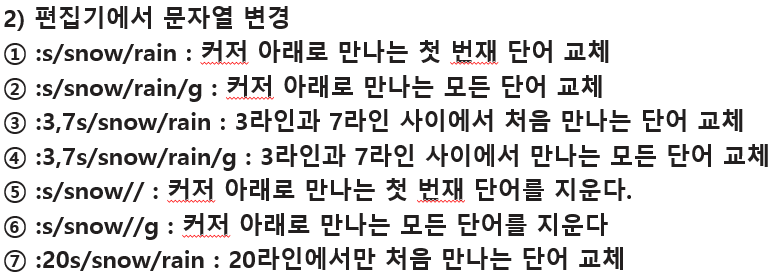 2) 편집기에서 문자열 변경
① :s/snow/rain : 커저 아래로 만나는 첫 번재 단어 교체
② :s/snow/rain/g : 커저 아래로 만나는 모든 단어 교체
③ :3,7s/snow/rain : 3라인과 7라인 사이에서 처음 만나는 단어 교체
④ :3,7s/snow/rain/g : 3라인과 7라인 사이에서 만나는 모든 단어 교체
⑤ :s/snow// : 커저 아래로 만나는 첫 번재 단어를 지운다.
⑥ :s/snow//g : 커저 아래로 만나는 모든 단어를 지운다
⑦ :20s/snow/rain : 20라인에서만 처음 만나는 단어 교체